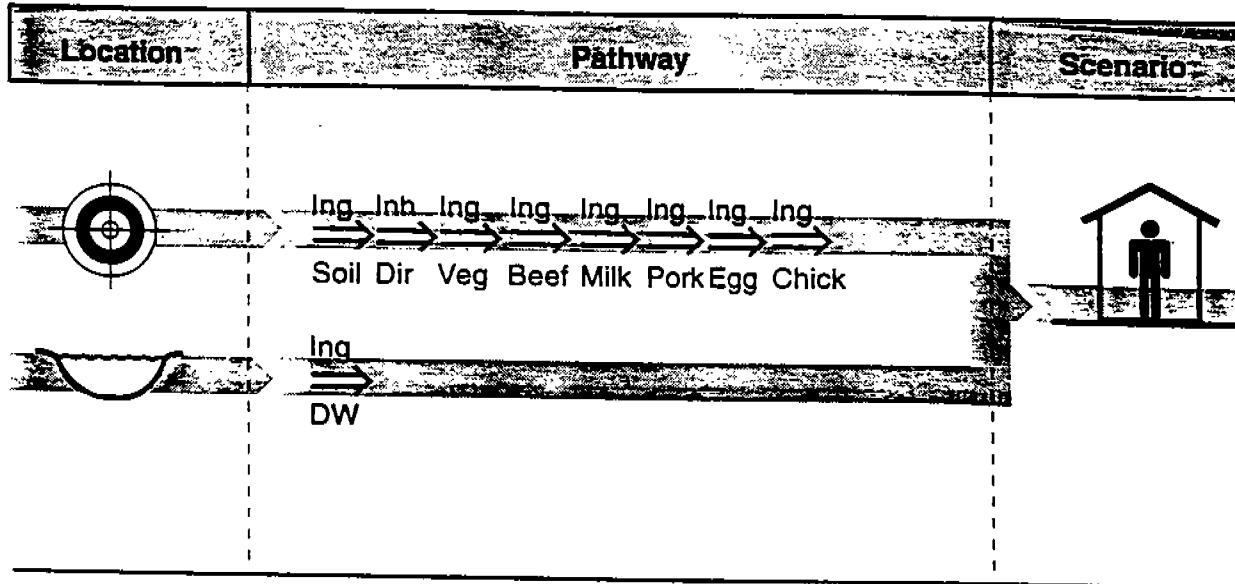 Location Pathway Scenario
Ing Inh Ing Ing Ing Ing Ing Ing
Soil Dir Veg Beef Milk Pork Egg Chick
Ing
DW